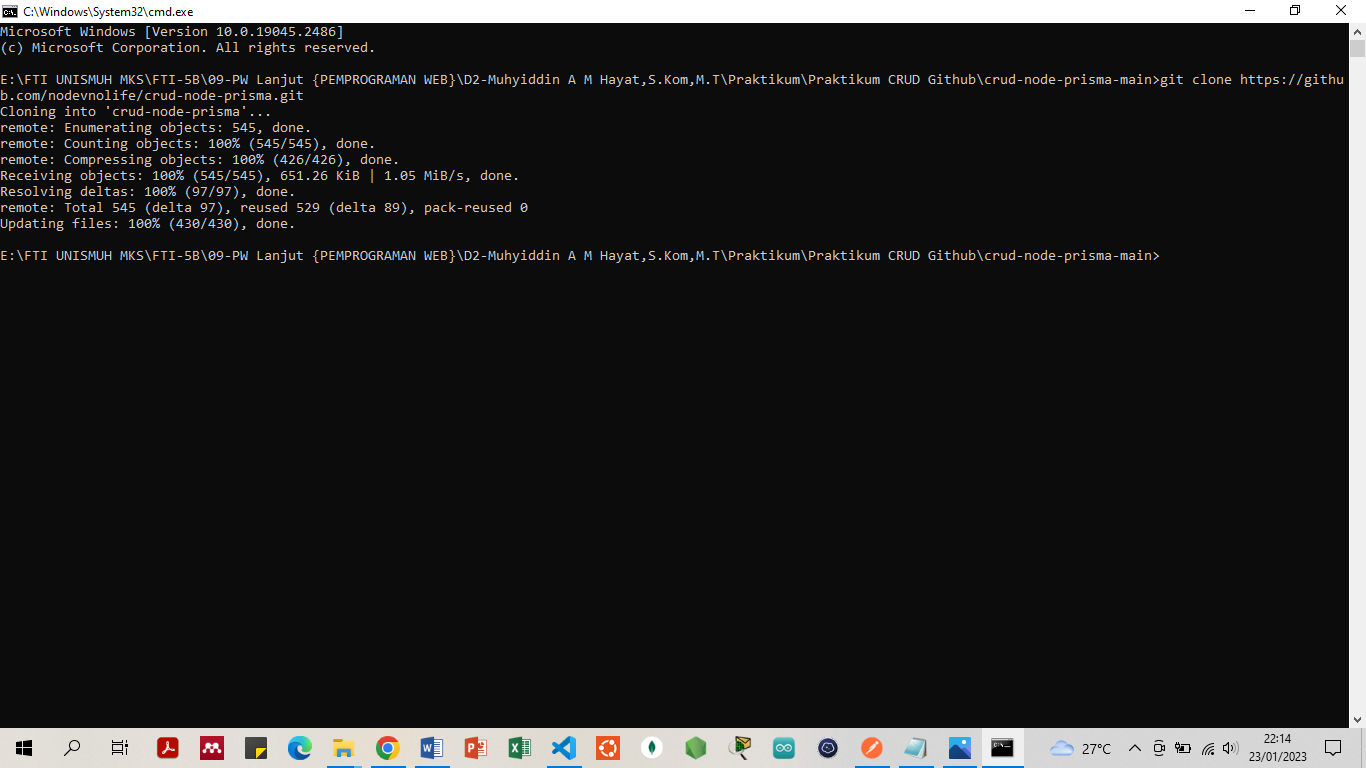 C:\Windows\System32\cmd.exe
Microsoft Windows [Version 10.0.19045.2486]
(c) Microsoft Corporation. All rights reserved.
E:\FTI UNISMUH MKS\FTI-5B\09-PW Lanjut {PEMPROGRAMAN WEB}\D2-Muhyiddin A M Hayat,S.Kom,M.T\Praktikum\Praktikum CRUD Github\crud-node-prisma-main>git clone https://githu
b.com/nodevnolife/crud-node-prisma.git
Cloning into 'crud-node-prisma'...
remote: Enumerating objects: 545, done.
remote: Counting objects: 100% (545/545), done.
remote: Compressing objects: 100% (426/426), done.
Receiving objects: 100% (545/545), 651.26 KiB | 1.05 MiB/s, done.
Resolving deltas: 100% (97/97), done.
remote: Total 545 (delta 97), reused 529 (delta 89), pack-reused 0
Updating files: 100% (430/430), done.
E:\FTI UNISMUH MKS\FTI-5B\09-PW Lanjut {PEMPROGRAMAN WEB}\D2-Muhyiddin A M Hayat,S.Kom,M.T\Praktikum\Praktikum CRUD Github\crud-node-prisma-main>
27°C
22:14
23/01/2023